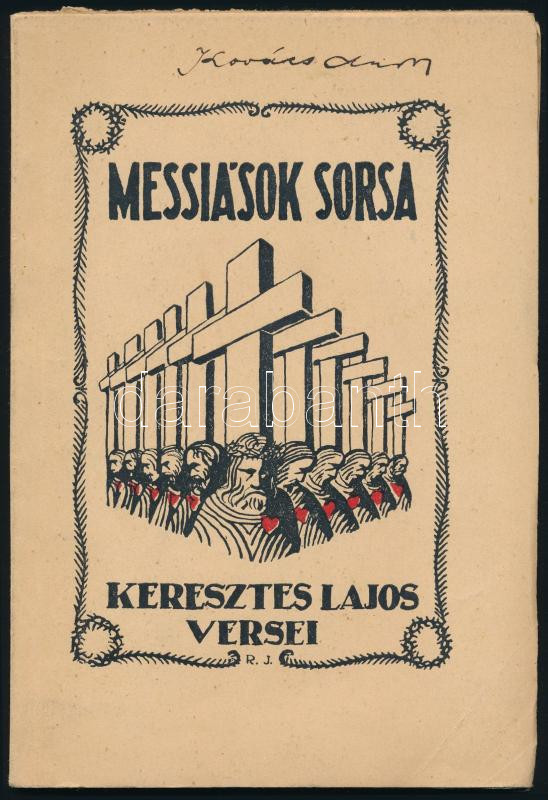 Kovács
MESSIÁSOK SORSA
darabanth
KERESZTES LAJOS
VERSEI
R. J.